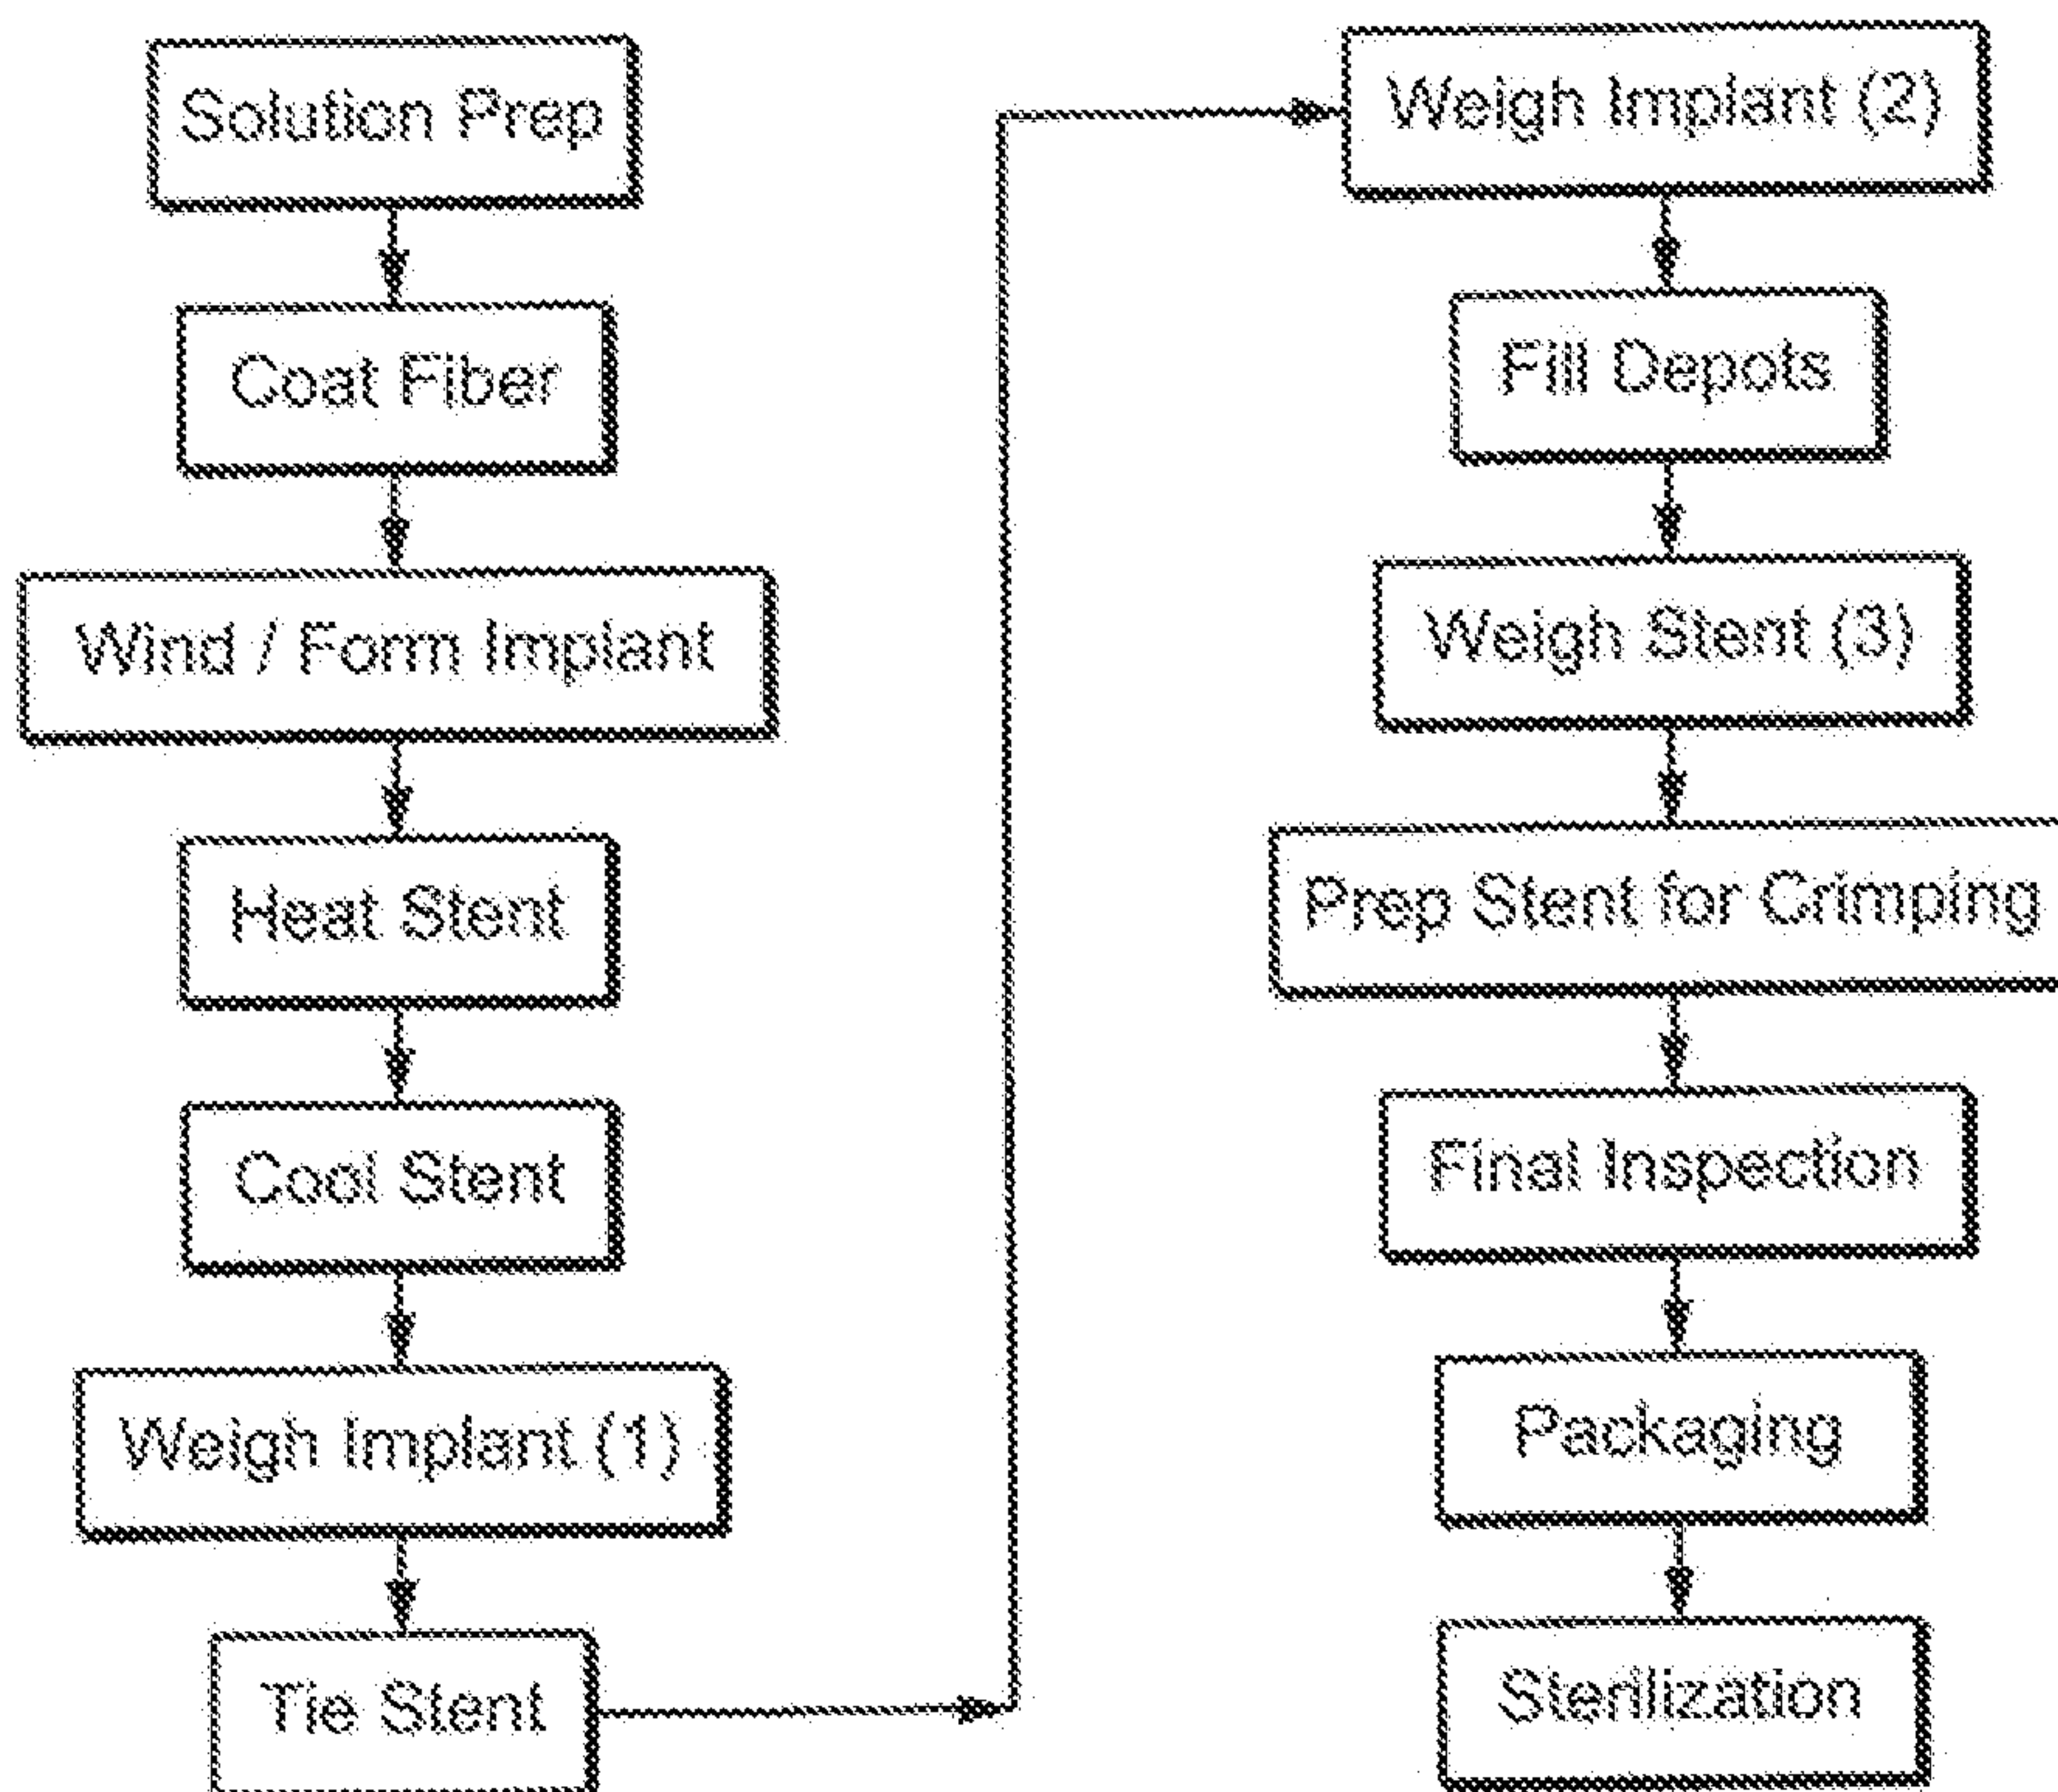 Solution Prep
Coat Fiber
Wind / Form Implant
Heat Stent
Cool Stent
Weigh Implant (1)
Tie Stent
Weigh Implant (2)
Fill Depots
Weigh Stent (3)
Prep Stent for Crimping
Final Inspection
Packaging
Sterilization